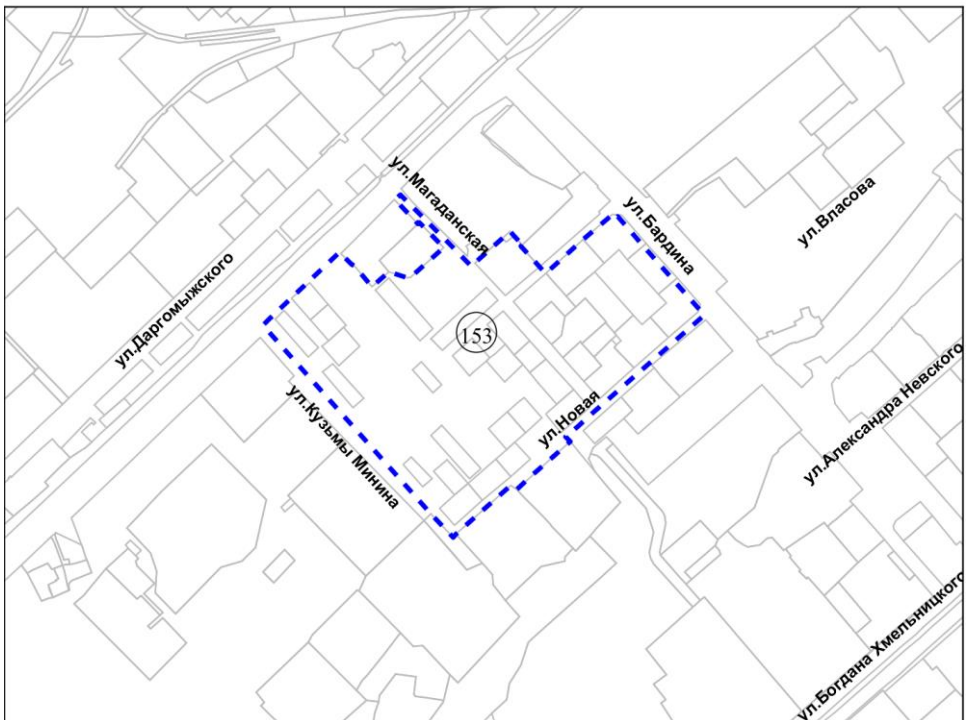 ул.Магаданская
ул.Бардина
ул.Власова
ул.Даргомыжского
153
ул.Александра Невского
ул.Новая
ул.Кузьмы Минина
ул.Богдана Хмельницкого